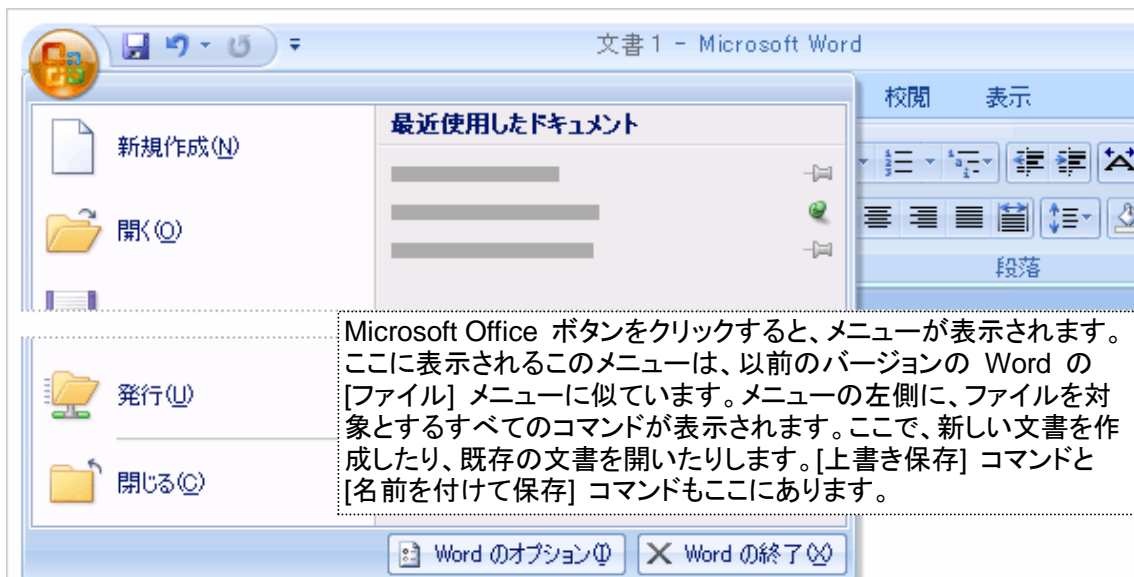 文書 1 - Microsoft Word
校閲 表示
最近使用したドキュメント
新規作成(N)
開く(O)
段落
Microsoft Office ボタンをクリックすると、メニューが表示されます。
ここに表示されるこのメニューは、以前のバージョンの Word の
[ファイル] メニューに似ています。メニューの左側に、ファイルを対
象とするすべてのコマンドが表示されます。ここで、新しい文書を作
成したり、既存の文書を開いたりします。[上書き保存] コマンドと
[名前を付けて保存] コマンドもここにあります。
発行(U)
閉じる(C)
Word のオプション(I)
Word の終了(X)